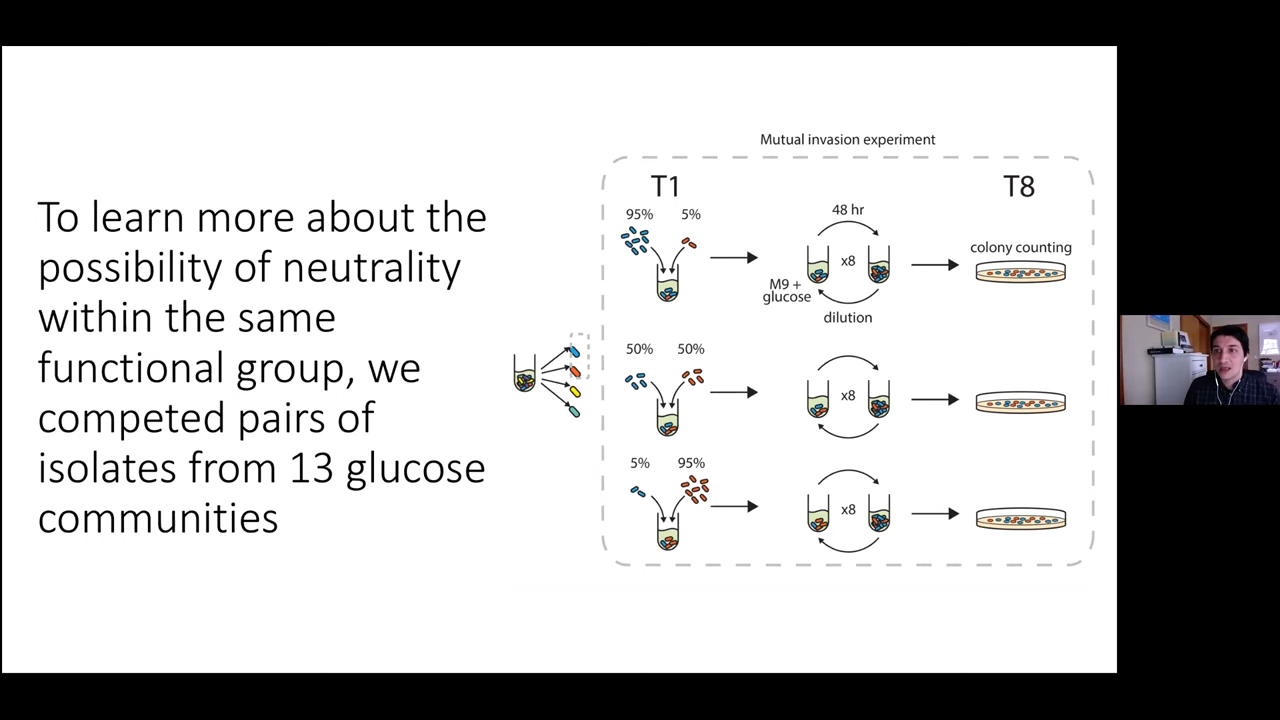 To learn more about the
possibility of neutrality
within the same
functional group, we
competed pairs of
isolates from 13 glucose
communities
Mutual invasion experiment
T1
T8
95% 5%
48 hr
x8
colony counting
M9 +
glucose
dilution
50% 50%
x8
5% 95%
x8